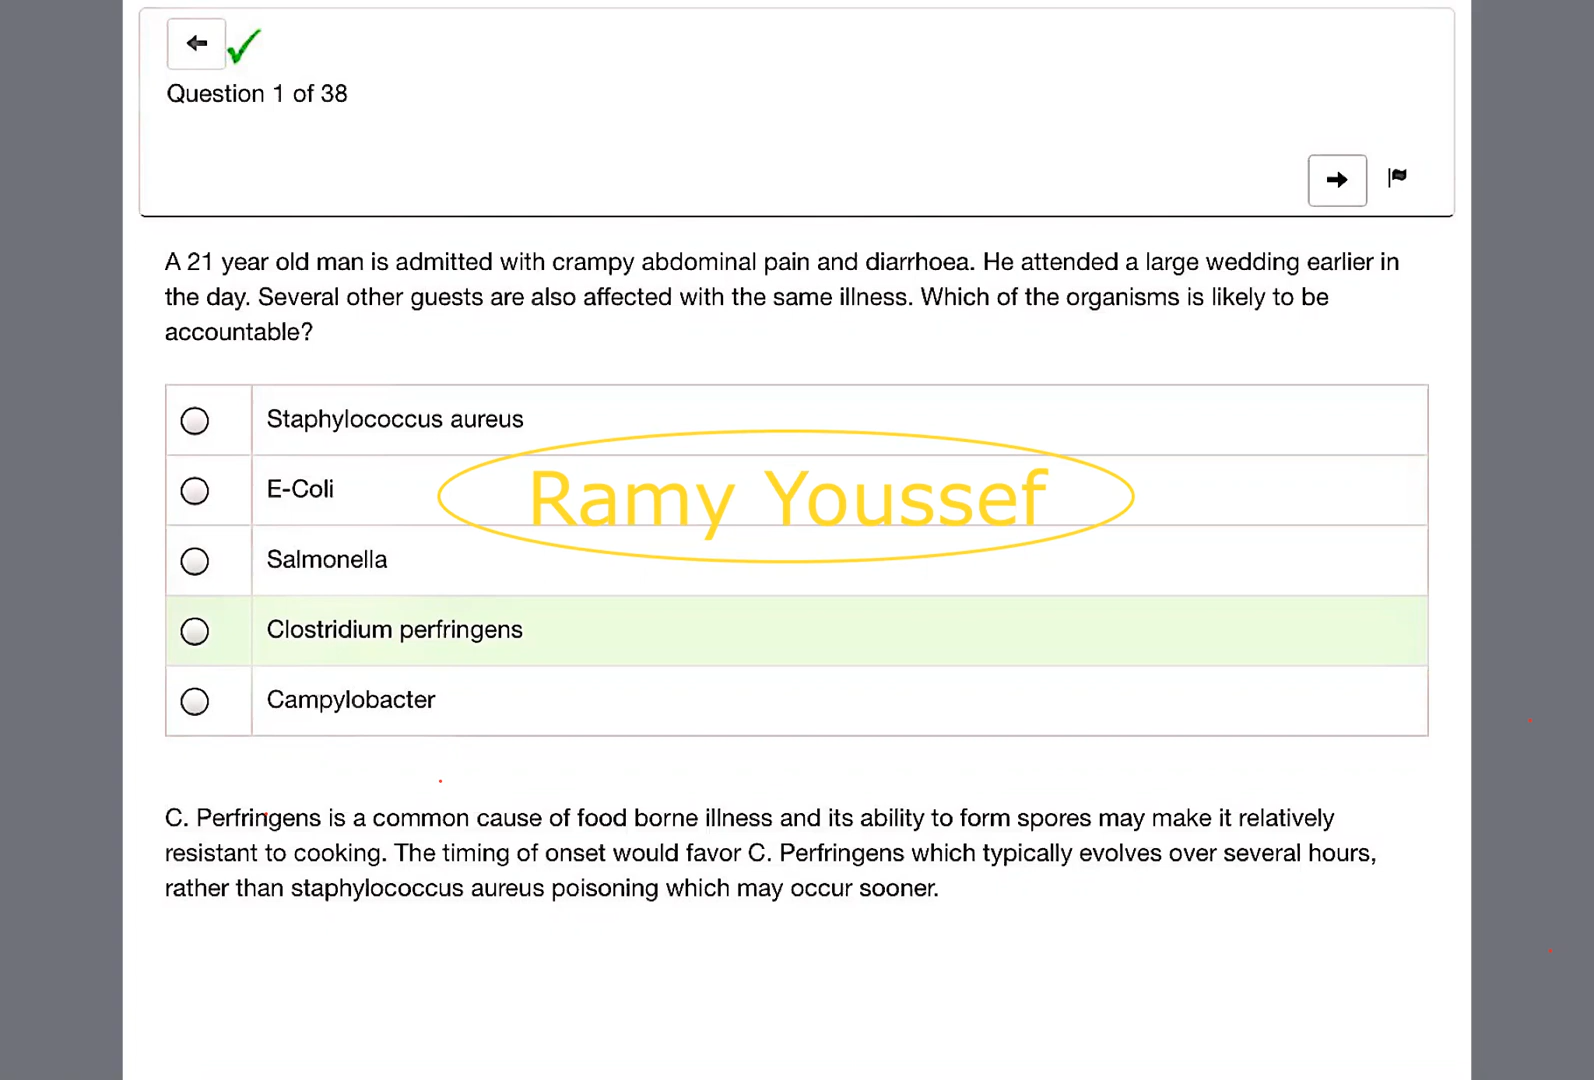 Question 1 of 38
A 21 year old man is admitted with crampy abdominal pain and diarrhoea. He attended a large wedding earlier in
the day. Several other guests are also affected with the same illness. Which of the organisms is likely to be
accountable?
Staphylococcus aureus
E-Coli
Ramy Youssef
Salmonella
Clostridium perfringens
Campylobacter
C. Perfringens is a common cause of food borne illness and its ability to form spores may make it relatively
resistant to cooking. The timing of onset would favor C. Perfringens which typically evolves over several hours,
rather than staphylococcus aureus poisoning which may occur sooner.